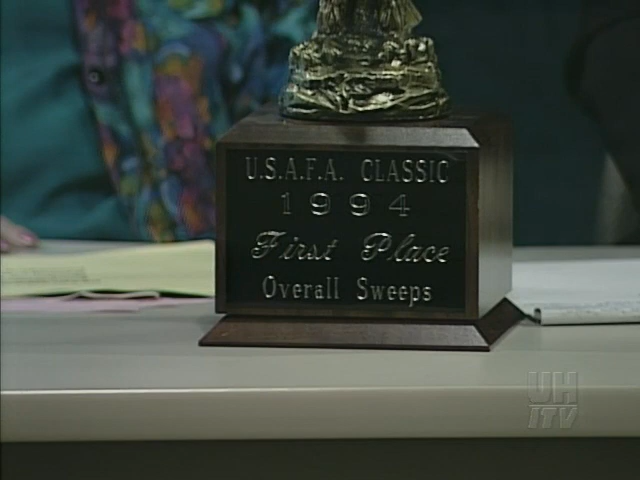 U.S.A.F.A. CLASSIC
1994
First Place
Overall Sweeps
UH
ITV